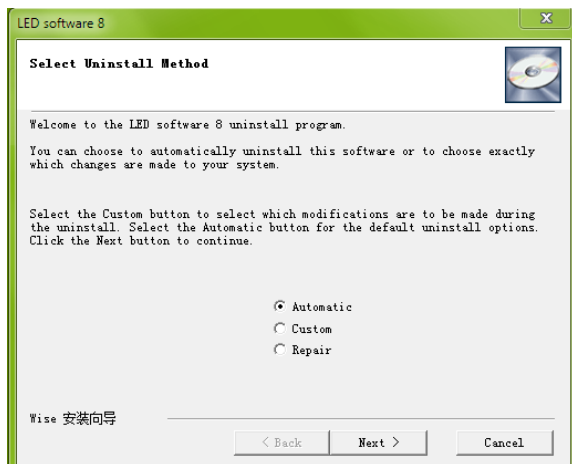 LED software 8
Select Uninstall Method
Welcome to the LED software 8 uninstall program.
You can choose to automatically uninstall this software or to choose exactly
which changes are made to your system.
Select the Custom button to select which modifications are to be made during
the uninstall. Select the Automatic button for the default uninstall options.
Click the Next button to continue.
Automatic
Custom
Repair
Wise 安装向导
< Back
Next >
Cancel